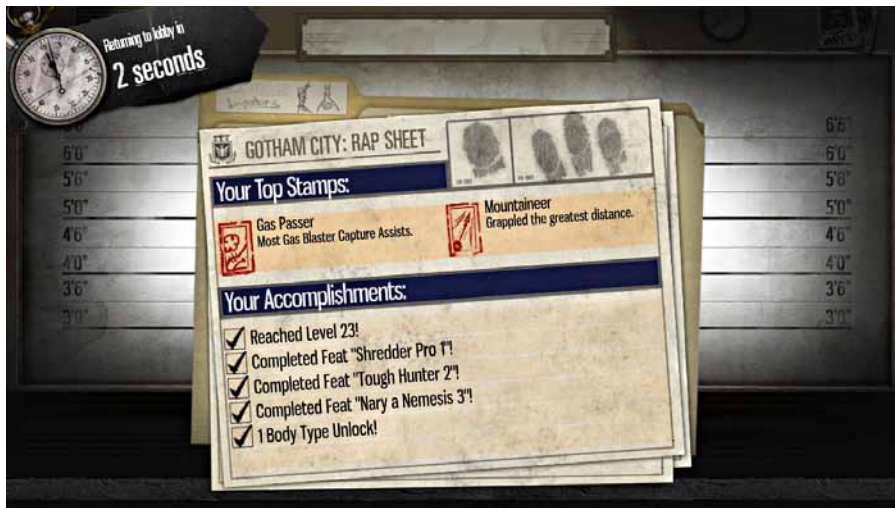 Returning to lobby in
2 seconds
GOTHAM CITY: RAP SHEET
Your Top Stamps:
Gas Passer
Most Gas Blaster Capture Assists.
Mountaineer
Grappled the greatest distance.
Your Accomplishments:
Reached Level 23!
Completed Feat "Shredder Pro 1"!
Completed Feat "Tough Hunter 2"!
Completed Feat "Nary a Nemesis 3"!
1 Body Type Unlock!
6'0"
5'6"
5'0"
4'6"
4'0"
3'6"
3'0"
6'6"
6'0"
5'6"
5'0"
4'6"
4'0"
3'6"
3'0"